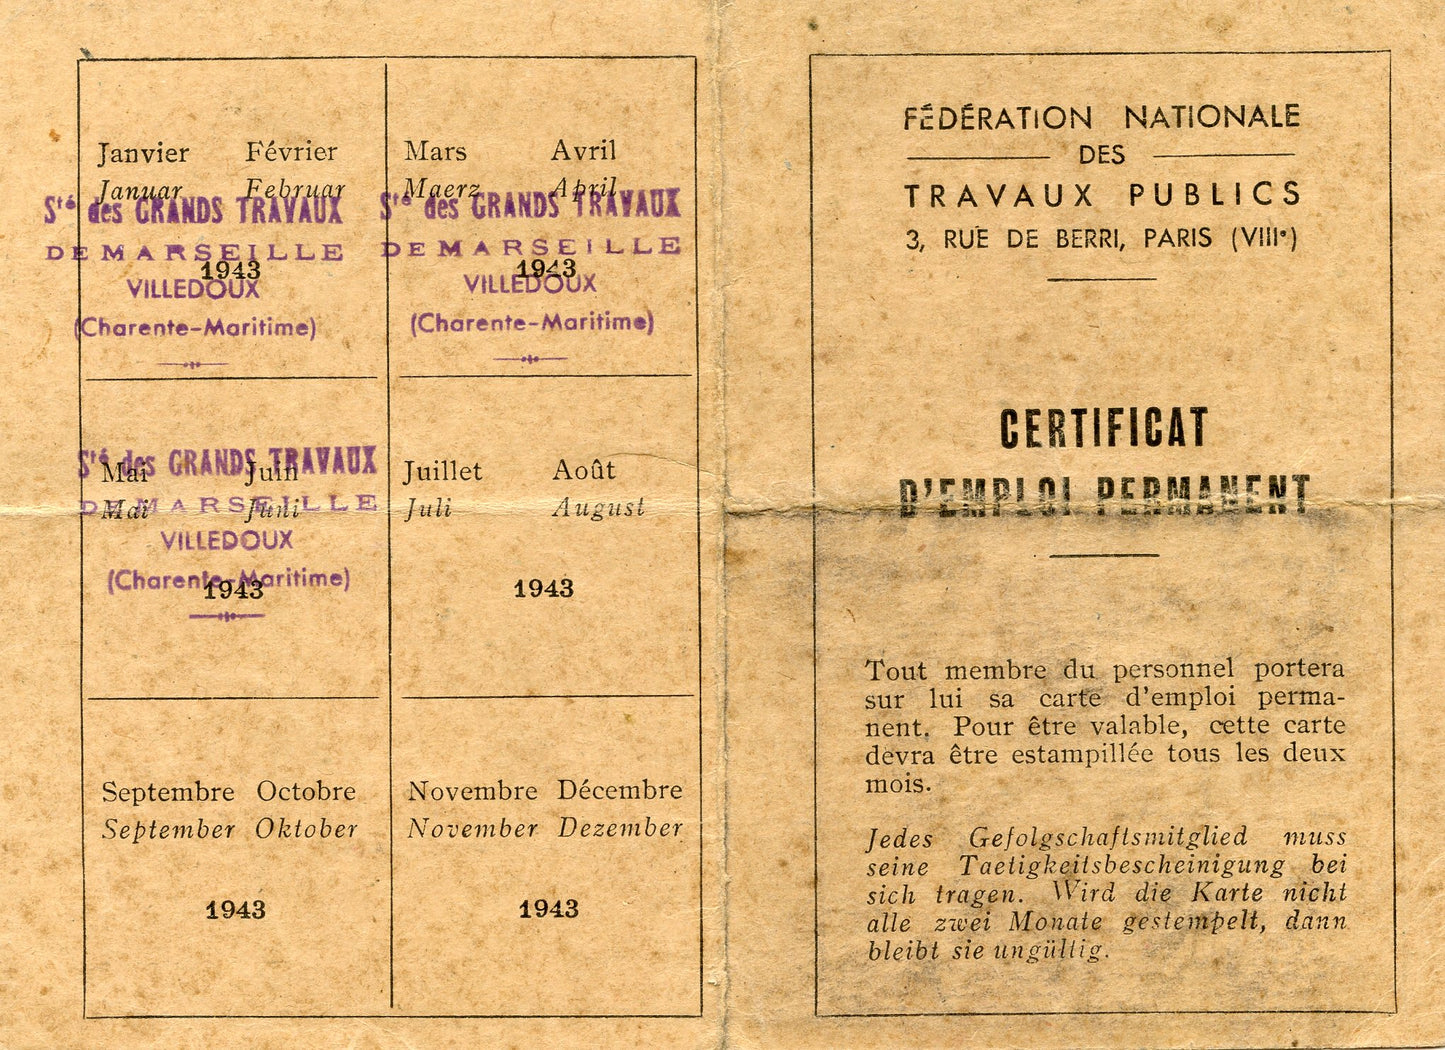 Janvier Février
Januar Februar
Sté des GRANDS TRAVAUX
DE MARSEILLE
1943
VILLEDOUX
(Charente-Maritime)
Mars Avril
Maerz April
Sté des GRANDS TRAVAUX
DE MARSEILLE
1943
VILLEDOUX
(Charente-Maritime)
Sté des GRANDS TRAVAUX
Mai Juin
DE MARSEILLE
Mai Juni
VILLEDOUX
(Charente-Maritime)
1943
Juillet Août
Juli August
1943
Septembre Octobre
September Oktober
1943
Novembre Décembre
November Dezember
1943
FÉDÉRATION NATIONALE
DES
TRAVAUX PUBLICS
3, RUE DE BERRI, PARIS (VIIIe)
CERTIFICAT
D'EMPLOI PERMANENT
Tout membre du personnel portera
sur lui sa carte d'emploi perma-
nent. Pour être valable, cette carte
devra être estampillée tous les deux
mois.
Jedes Gefolgschaftsmitglied muss
seine Taetigkeitsbescheinigung bei
sich tragen. Wird die Karte nicht
alle zwei Monate gestempelt, dann
bleibt sie ungültig.